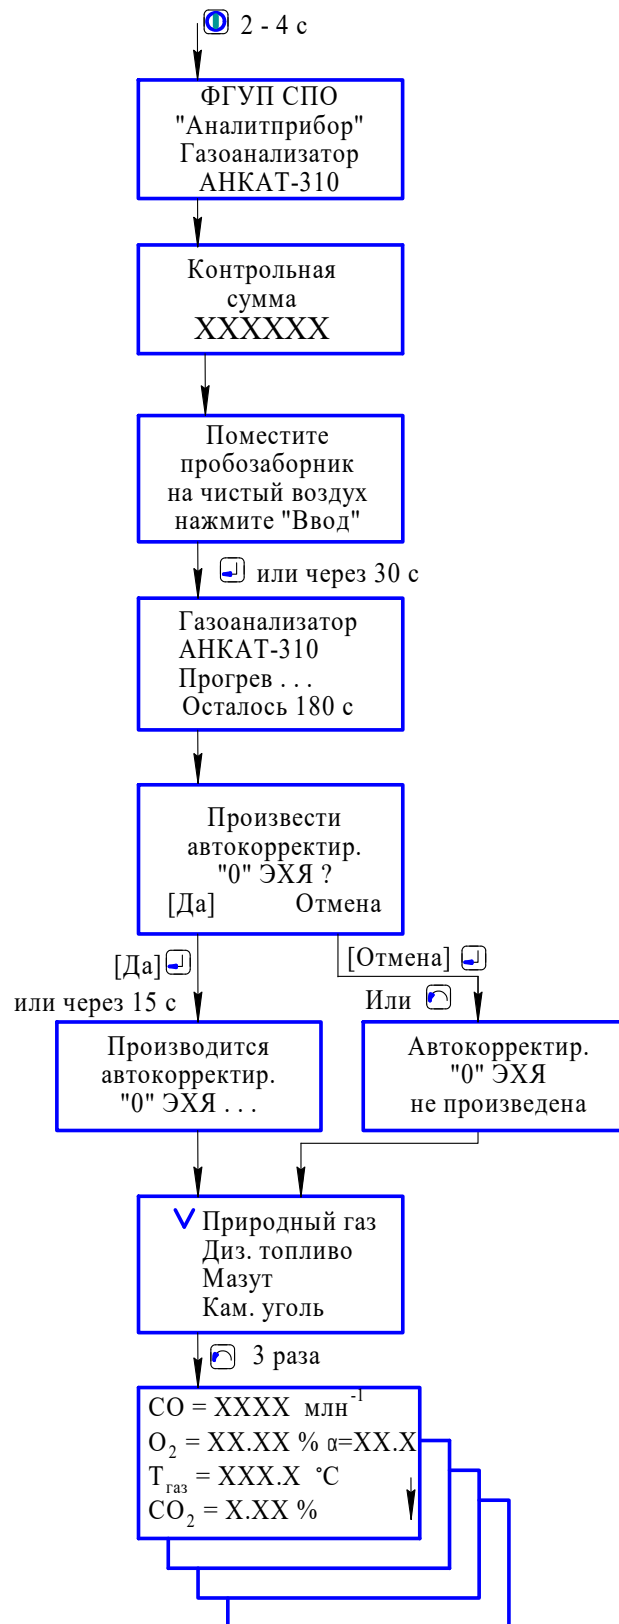 2 - 4 с
ФГУП СПО
"Аналитприбор"
Газоанализатор
АНКАТ-310
Контрольная
сумма
XXXXXX
Поместите
пробозаборник
на чистый воздух
нажмите "Ввод"
или через 30 с
Газоанализатор
АНКАТ-310
Прогрев . . .
Осталось 180 с
Произвести
автокорректир.
"0" ЭХЯ ?
[Да] Отмена
[Да]
или через 15 с
[Отмена]
Или
Производится
автокорректир.
"0" ЭХЯ . . .
Автокорректир.
"0" ЭХЯ
не произведена
Природный газ
Диз. топливо
Мазут
Кам. уголь
3 раза
CO = XXXX млн⁻¹
O₂ = XX.XX % α=XX.X
Tгаз = XXX.X °C
CO₂ = X.XX %